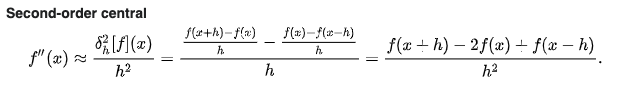 Second-order central
f''(x) ≈ δ_h^2[f](x) / h^2 = ((f(x+h)−f(x))/h − (f(x)−f(x−h))/h) / h = (f(x + h) − 2f(x) + f(x − h)) / h^2.